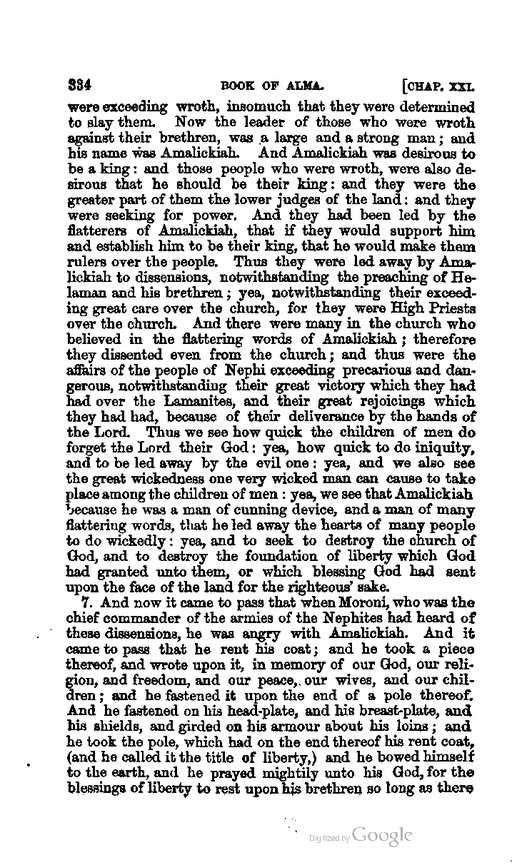 334 BOOK OF ALMA. [CHAP. XXI.
were exceeding wroth, insomuch that they were determined
to slay them. Now the leader of those who were wroth
against their brethren, was a large and a strong man; and
his name was Amalickiah. And Amalickiah was desirous to
be a king: and those people who were wroth, were also de-
sirous that he should be their king: and they were the
greater part of them the lower judges of the land: and they
were seeking for power. And they had been led by the
flatterers of Amalickiah, that if they would support him
and establish him to be their king, that he would make them
rulers over the people. Thus they were led away by Ama-
lickiah to dissensions, notwithstanding the preaching of He-
laman and his brethren; yea, notwithstanding their exceed-
ing great care over the church, for they were High Priests
over the church. And there were many in the church who
believed in the flattering words of Amalickiah; therefore
they dissented even from the church; and thus were the
affairs of the people of Nephi exceeding precarious and dan-
gerous, notwithstanding their great victory which they had
had over the Lamanites, and their great rejoicings which
they had had, because of their deliverance by the hands of
the Lord. Thus we see how quick the children of men do
forget the Lord their God: yea, how quick to do iniquity,
and to be led away by the evil one: yea, and we also see
the great wickedness one very wicked man can cause to take
place among the children of men: yea, we see that Amalickiah
because he was a man of cunning device, and a man of many
flattering words, that he led away the hearts of many people
to do wickedly: yea, and to seek to destroy the church of
God, and to destroy the foundation of liberty which God
had granted unto them, or which blessing God had sent
upon the face of the land for the righteous' sake.
7. And now it came to pass that when Moroni, who was the
chief commander of the armies of the Nephites had heard of
these dissensions, he was angry with Amalickiah. And it
came to pass that he rent his coat; and he took a piece
thereof, and wrote upon it, in memory of our God, our reli-
gion, and freedom, and our peace, our wives, and our chil-
dren; and he fastened it upon the end of a pole thereof.
And he fastened on his head-plate, and his breast-plate, and
his shields, and girded on his armour about his loins; and
he took the pole, which had on the end thereof his rent coat,
(and he called it the title of liberty,) and he bowed himself
to the earth, and he prayed mightily unto his God, for the
blessings of liberty to rest upon his brethren so long as there
Digitized by Google